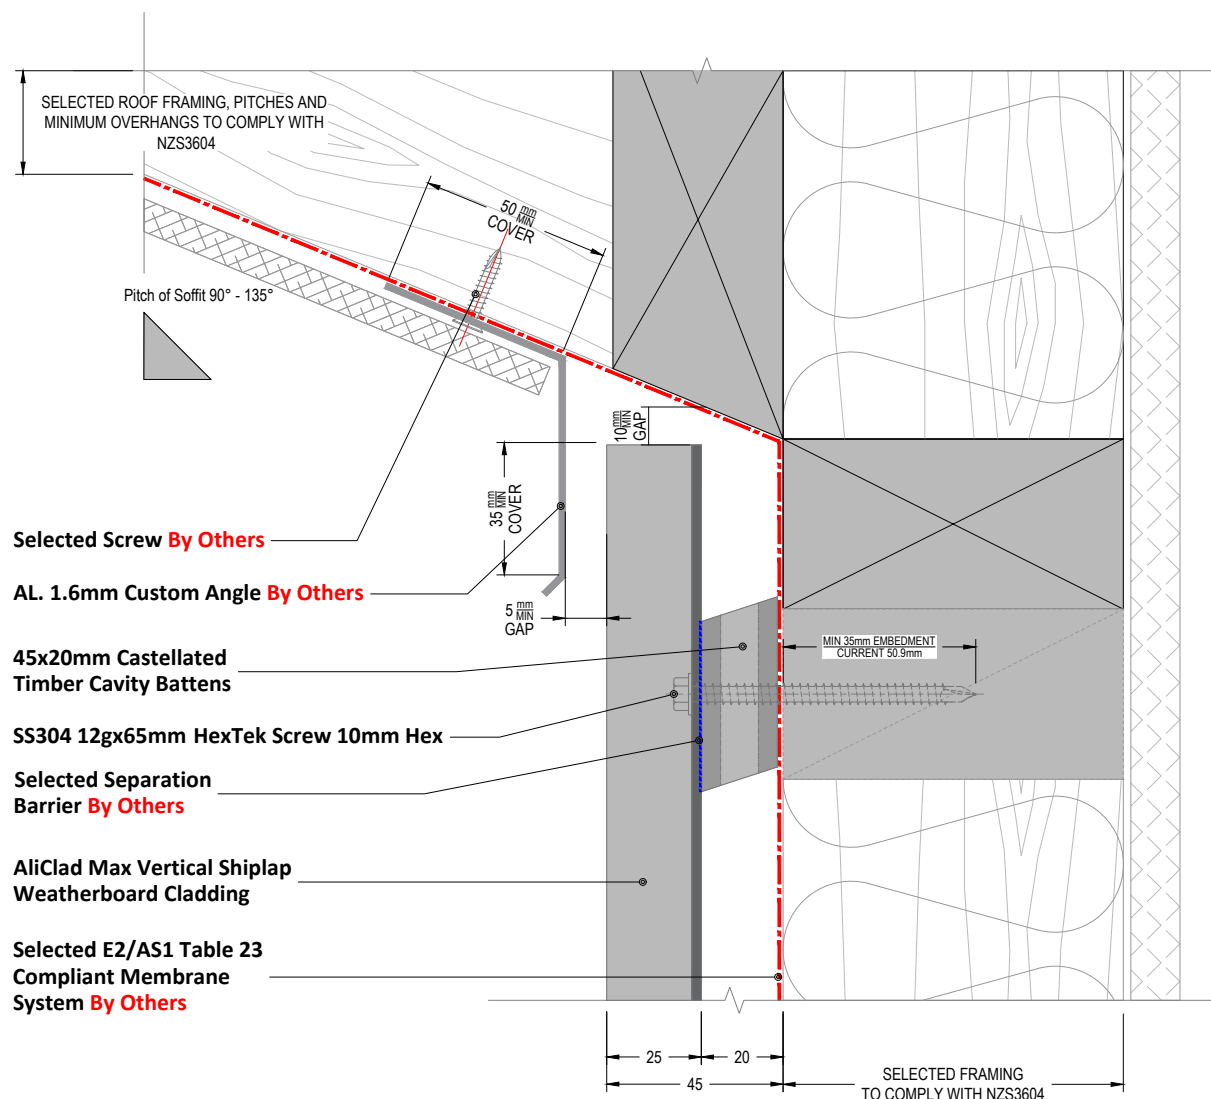 SELECTED ROOF FRAMING, PITCHES AND
MINIMUM OVERHANGS TO COMPLY WITH
NZS3604
50 mm MIN
COVER
Pitch of Soffit 90° - 135°
10 mm MIN
GAP
35 mm MIN
COVER
Selected Screw By Others
AL. 1.6mm Custom Angle By Others
5 mm MIN
GAP
45x20mm Castellated
Timber Cavity Battens
MIN 35mm EMBEDMENT
CURRENT 50.9mm
SS304 12gx65mm HexTek Screw 10mm Hex
Selected Separation
Barrier By Others
AliClad Max Vertical Shiplap
Weatherboard Cladding
Selected E2/AS1 Table 23
Compliant Membrane
System By Others
25
20
45
SELECTED FRAMING
TO COMPLY WITH NZS3604